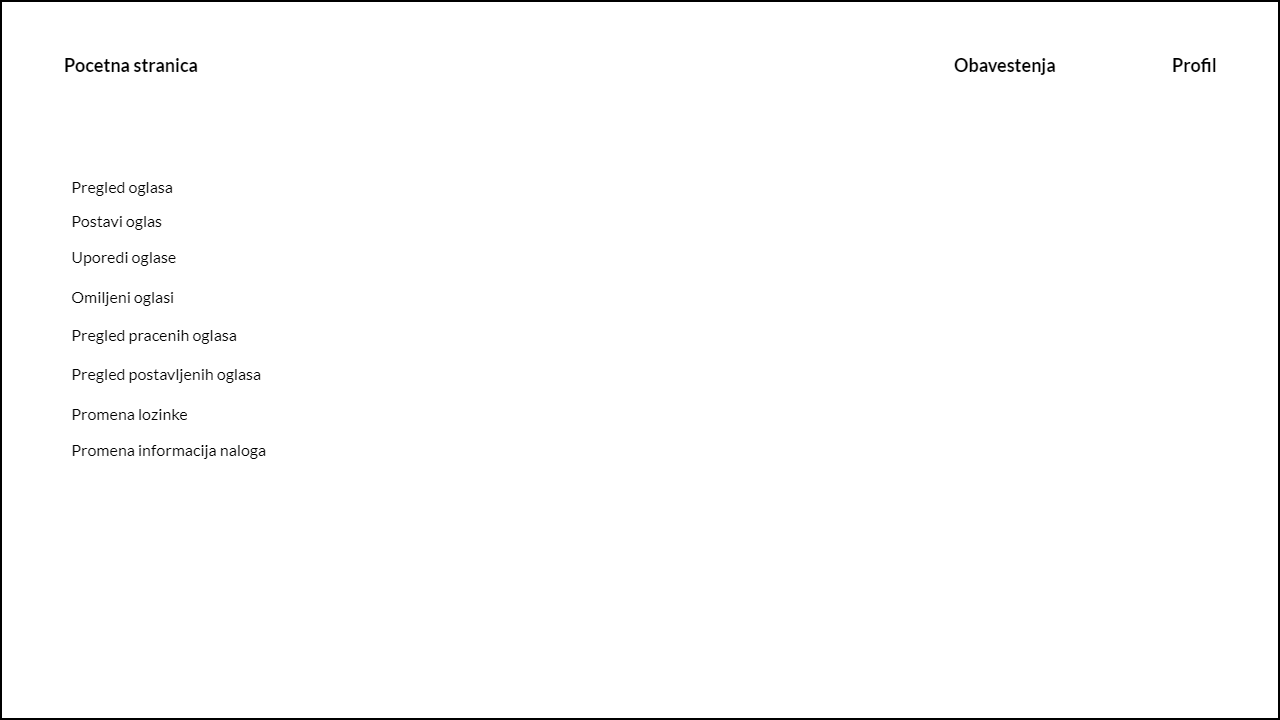 Pocetna stranica Obavestenja Profil
Pregled oglasa
Postavi oglas
Uporedi oglase
Omiljeni oglasi
Pregled pracenih oglasa
Pregled postavljenih oglasa
Promena lozinke
Promena informacija naloga